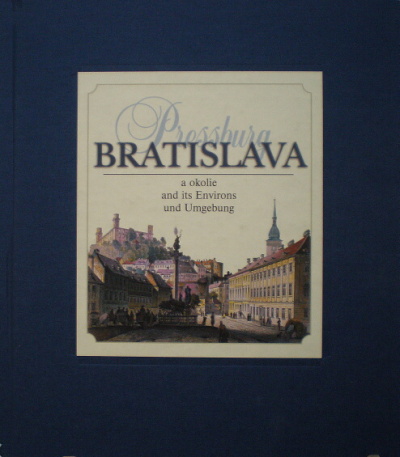 Pressburg
BRATISLAVA
a okolie
and its Environs
und Umgebung